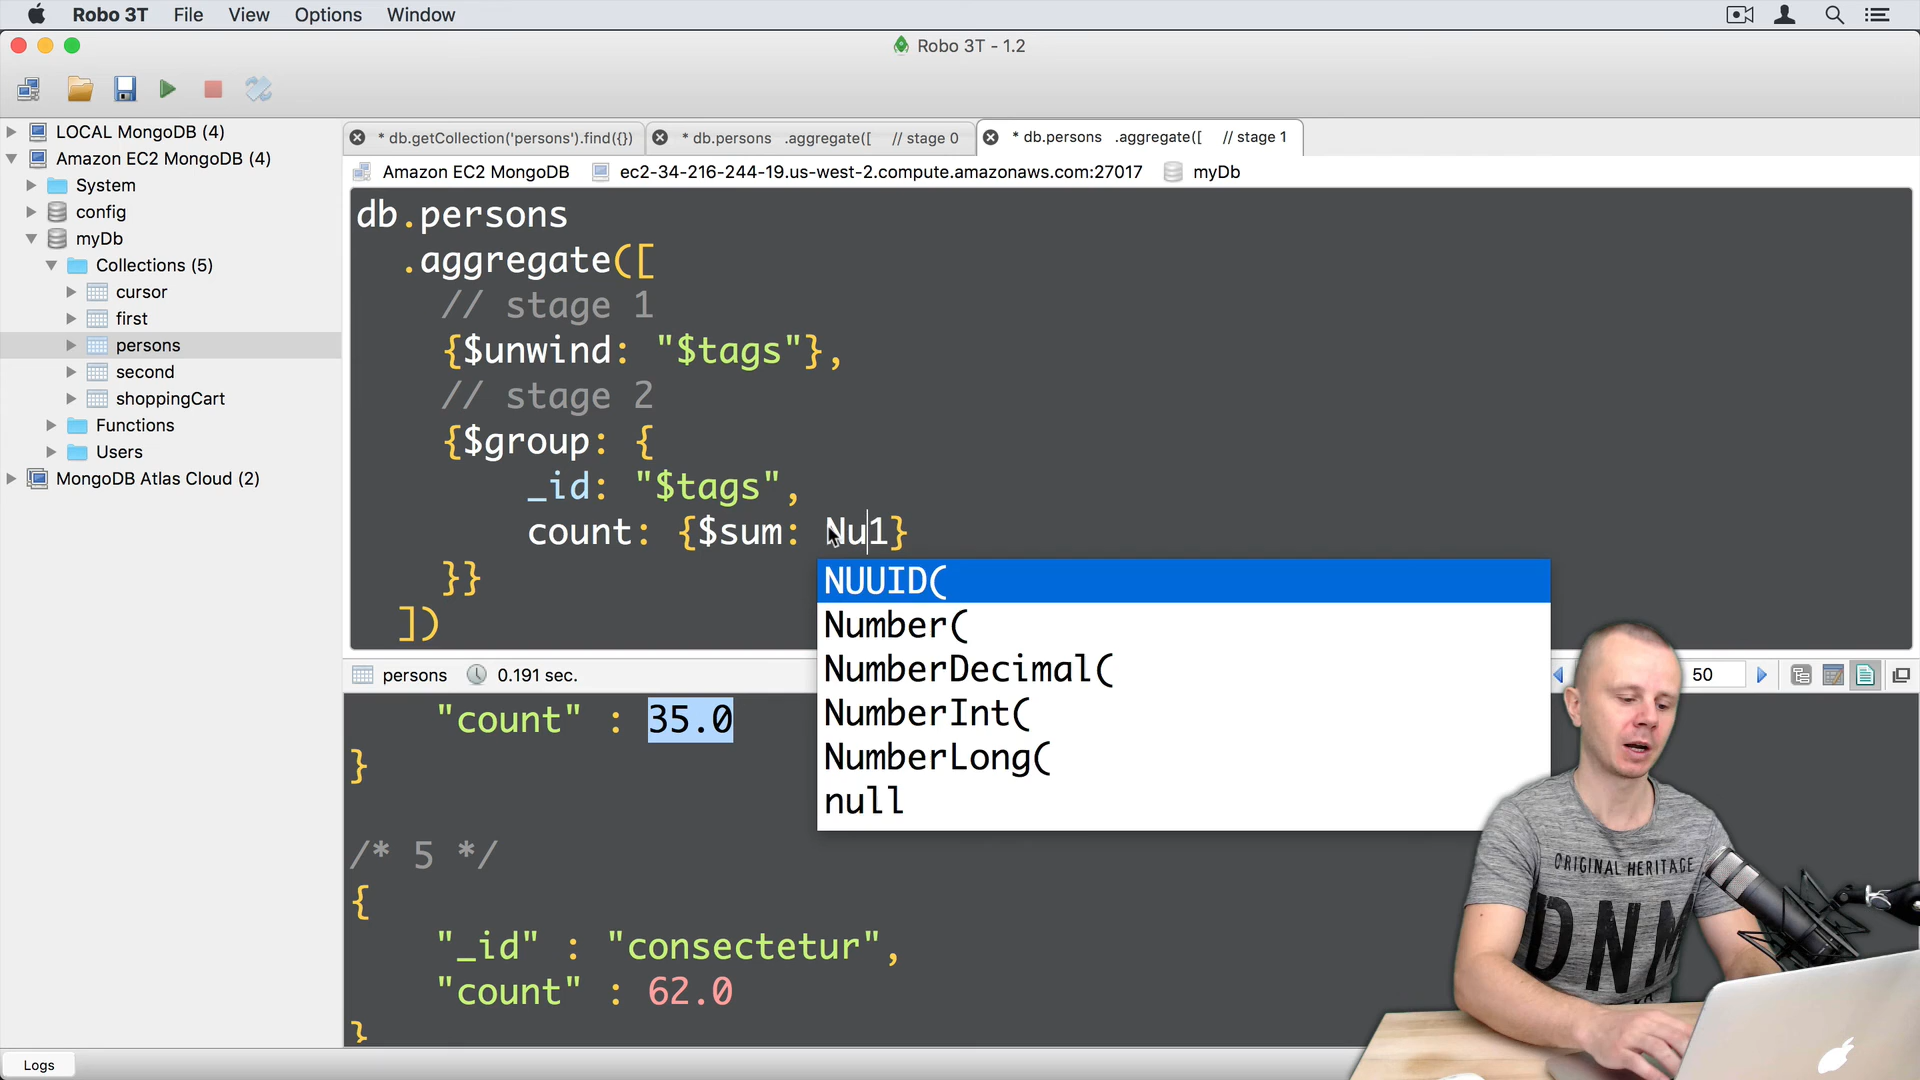 Robo 3T File View Options Window
Robo 3T - 1.2
LOCAL MongoDB (4)
Amazon EC2 MongoDB (4)
System
config
myDb
Collections (5)
cursor
first
persons
second
shoppingCart
Functions
Users
MongoDB Atlas Cloud (2)
* db.getCollection('persons').find({}) * db.persons .aggregate([ // stage 0 * db.persons .aggregate([ // stage 1
Amazon EC2 MongoDB ec2-34-216-244-19.us-west-2.compute.amazonaws.com:27017 myDb
db.persons
.aggregate([
// stage 1
{$unwind: "$tags"},
// stage 2
{$group: {
_id: "$tags",
count: {$sum: Nu1}
}}
])
NUUID(
Number(
NumberDecimal(
NumberInt(
NumberLong(
null
persons 0.191 sec. 50
"count" : 35.0
}
/* 5 */
{
"_id" : "consectetur",
"count" : 62.0
}
ORIGINAL HERITAGE
DNM
Logs